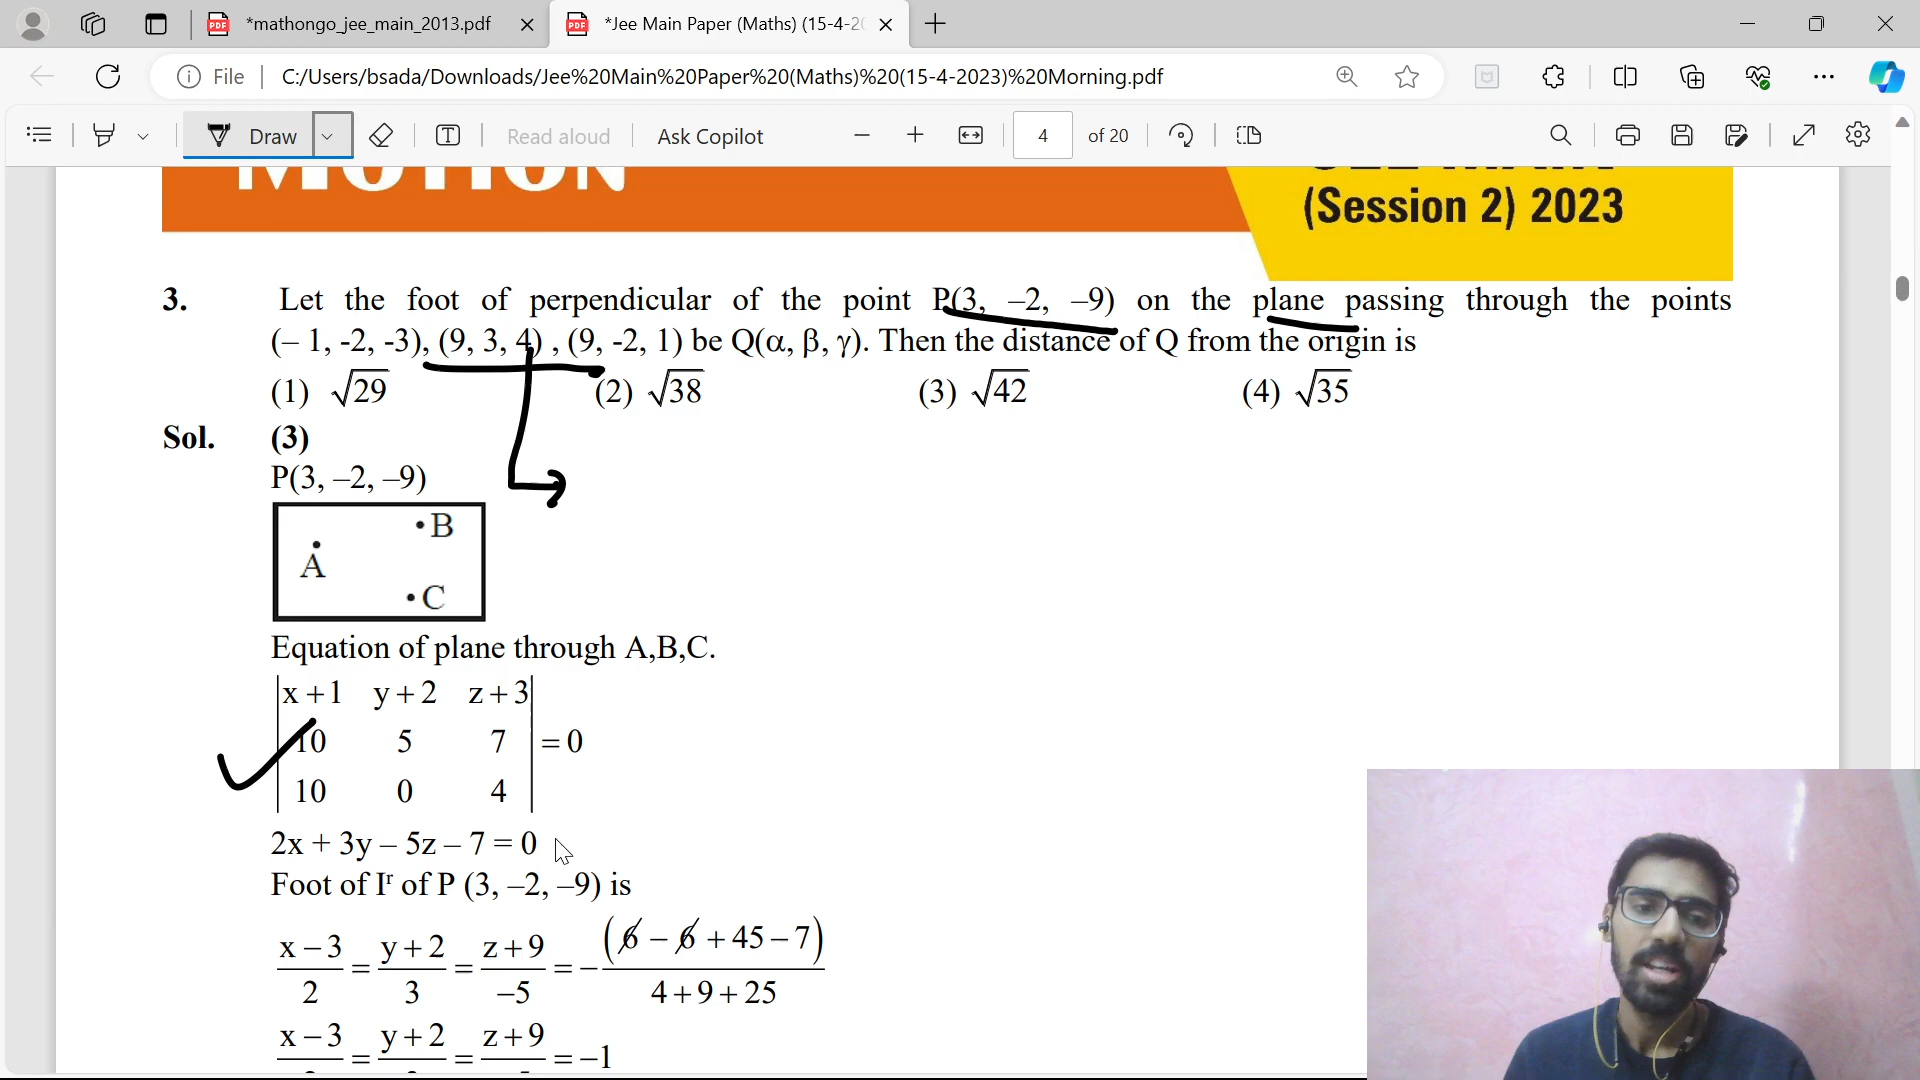 *mathongo_jee_main_2013.pdf
*Jee Main Paper (Maths) (15-4-20
File
C:/Users/bsada/Downloads/Jee%20Main%20Paper%20(Maths)%20(15-4-2023)%20Morning.pdf
Draw
Read aloud
Ask Copilot
4 of 20
MOTION
(Session 2) 2023
3. Let the foot of perpendicular of the point P(3, –2, –9) on the plane passing through the points
(– 1, -2, -3), (9, 3, 4) , (9, -2, 1) be Q(α, β, γ). Then the distance of Q from the origin is
(1) √29 (2) √38 (3) √42 (4) √35
Sol. (3)
P(3, –2, –9)
B
A
C
Equation of plane through A,B,C.
|x+1 y+2 z+3|
|10 5 7| = 0
|10 0 4|
2x + 3y – 5z – 7 = 0
Foot of Iʳ of P (3, –2, –9) is
(x–3)/2 = (y+2)/3 = (z+9)/–5 = –(6 – 6 + 45 – 7)/(4+9+25)
x–3 = y+2 = z+9 = –1